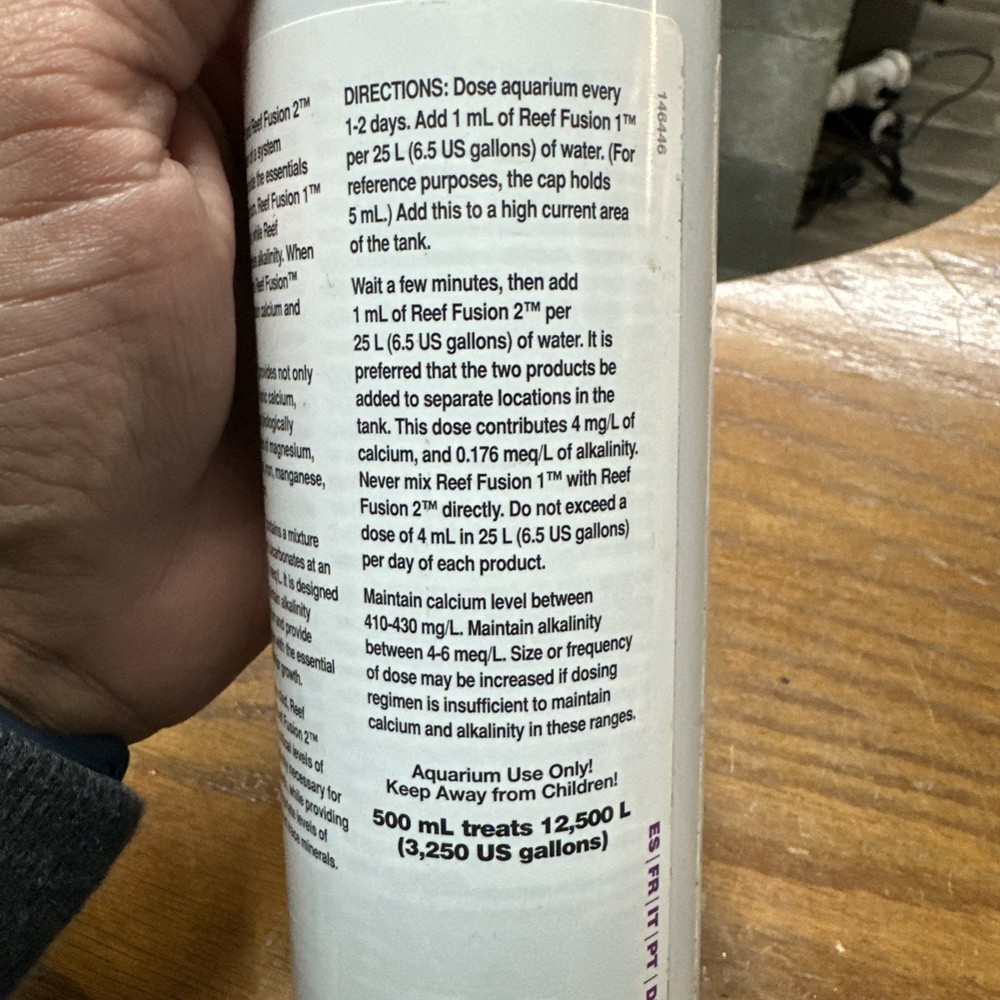 Reef Fusion 2™
a system
the essentials
Reef Fusion 1™
while Reef
alkalinity. When
Reef Fusion™
calcium and
not only
calcium,
magnesium,
manganese,
a mixture
at an
It is designed
alkalinity
and provide
with the essential
growth.
Reef
Fusion 2™
levels of
necessary for
while providing
levels of
minerals.
DIRECTIONS: Dose aquarium every
1-2 days. Add 1 mL of Reef Fusion 1™
per 25 L (6.5 US gallons) of water. (For
reference purposes, the cap holds
5 mL.) Add this to a high current area
of the tank.
Wait a few minutes, then add
1 mL of Reef Fusion 2™ per
25 L (6.5 US gallons) of water. It is
preferred that the two products be
added to separate locations in the
tank. This dose contributes 4 mg/L of
calcium, and 0.176 meq/L of alkalinity.
Never mix Reef Fusion 1™ with Reef
Fusion 2™ directly. Do not exceed a
dose of 4 mL in 25 L (6.5 US gallons)
per day of each product.
Maintain calcium level between
410-430 mg/L. Maintain alkalinity
between 4-6 meq/L. Size or frequency
of dose may be increased if dosing
regimen is insufficient to maintain
calcium and alkalinity in these ranges.
Aquarium Use Only!
Keep Away from Children!
500 mL treats 12,500 L
(3,250 US gallons)
146446
ES|FR|IT|PT|D